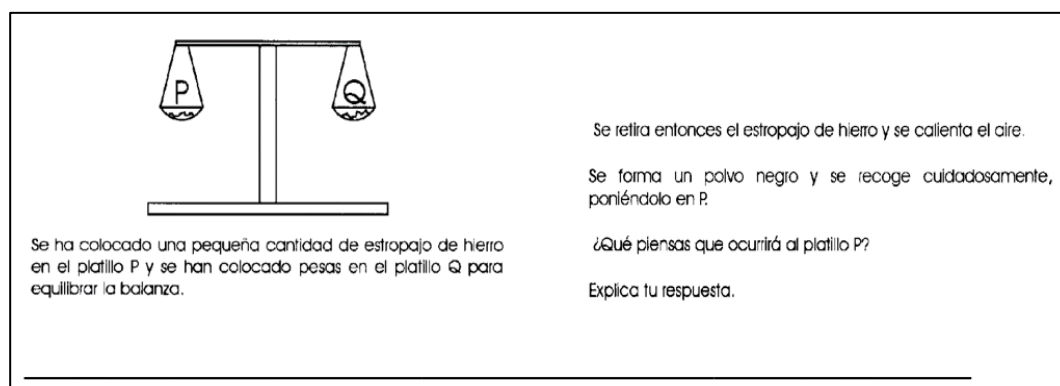 P
Q
Se ha colocado una pequeña cantidad de estropajo de hierro
en el platillo P y se han colocado pesas en el platillo Q para
equilibrar la balanza.
Se retira entonces el estropajo de hierro y se calienta el aire.
Se forma un polvo negro y se recoge cuidadosamente,
poniéndolo en P.
¿Qué piensas que ocurrirá al platillo P?
Explica tu respuesta.